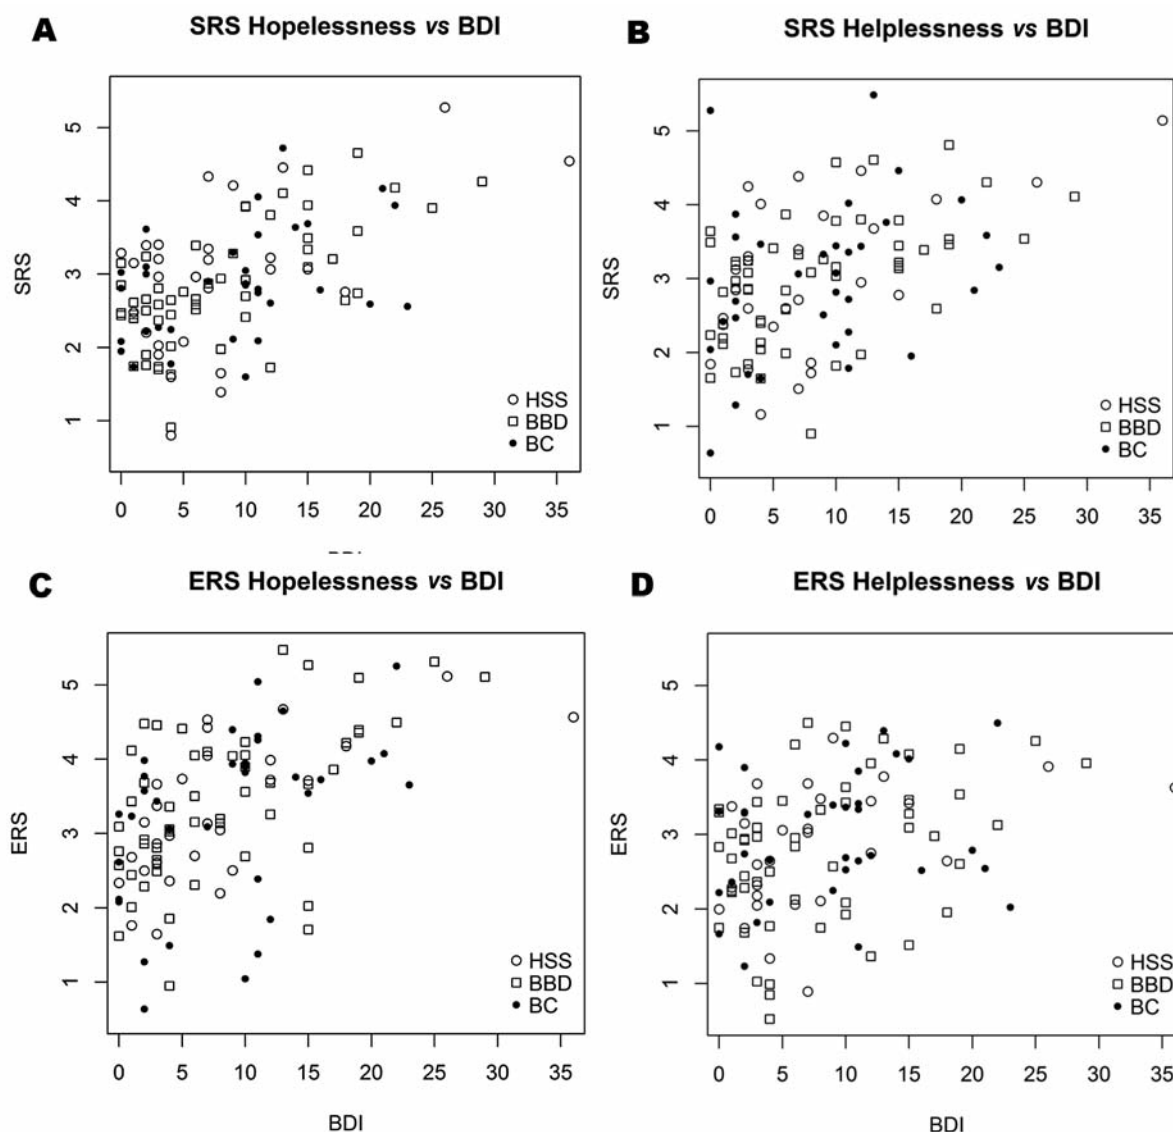 A
SRS Hopelessness vs BDI
SRS
5
4
3
2
1
HSS
BBD
BC
0 5 10 15 20 25 30 35
B
SRS Helplessness vs BDI
SRS
5
4
3
2
1
HSS
BBD
BC
0 5 10 15 20 25 30 35
C
ERS Hopelessness vs BDI
ERS
5
4
3
2
1
HSS
BBD
BC
0 5 10 15 20 25 30 35
BDI
D
ERS Helplessness vs BDI
ERS
5
4
3
2
1
HSS
BBD
BC
0 5 10 15 20 25 30 35
BDI